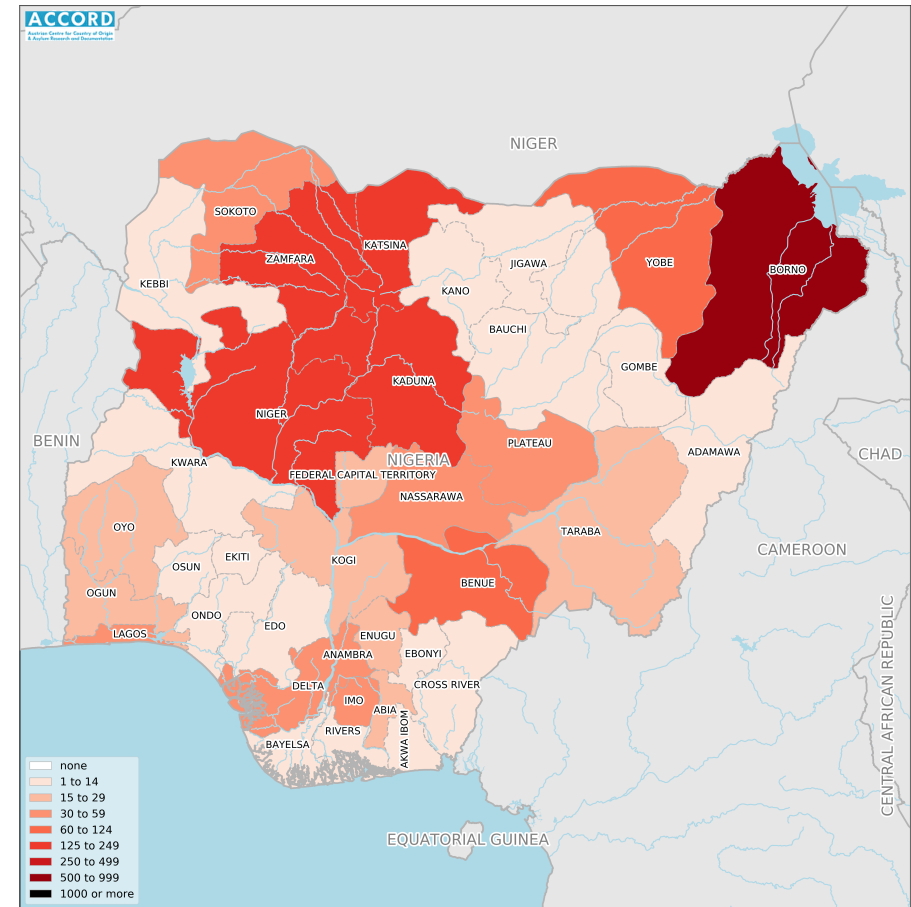 ACCORD
Austrian Centre for Country of Origin
& Asylum Research and Documentation
NIGER
SOKOTO
KATSINA
ZAMFARA
JIGAWA
YOBE
BORNO
KEBBI
KANO
BAUCHI
GOMBE
KADUNA
NIGER
BENIN
PLATEAU
ADAMAWA
CHAD
KWARA
NIGERIA
FEDERAL CAPITAL TERRITORY
NASSARAWA
OYO
TARABA
CAMEROON
EKITI
KOGI
OSUN
BENUE
OGUN
ONDO
EDO
LAGOS
ENUGU
ANAMBRA
EBONYI
DELTA
CROSS RIVER
IMO
ABIA
RIVERS
AKWA IBOM
BAYELSA
CENTRAL AFRICAN REPUBLIC
EQUATORIAL GUINEA
none
1 to 14
15 to 29
30 to 59
60 to 124
125 to 249
250 to 499
500 to 999
1000 or more